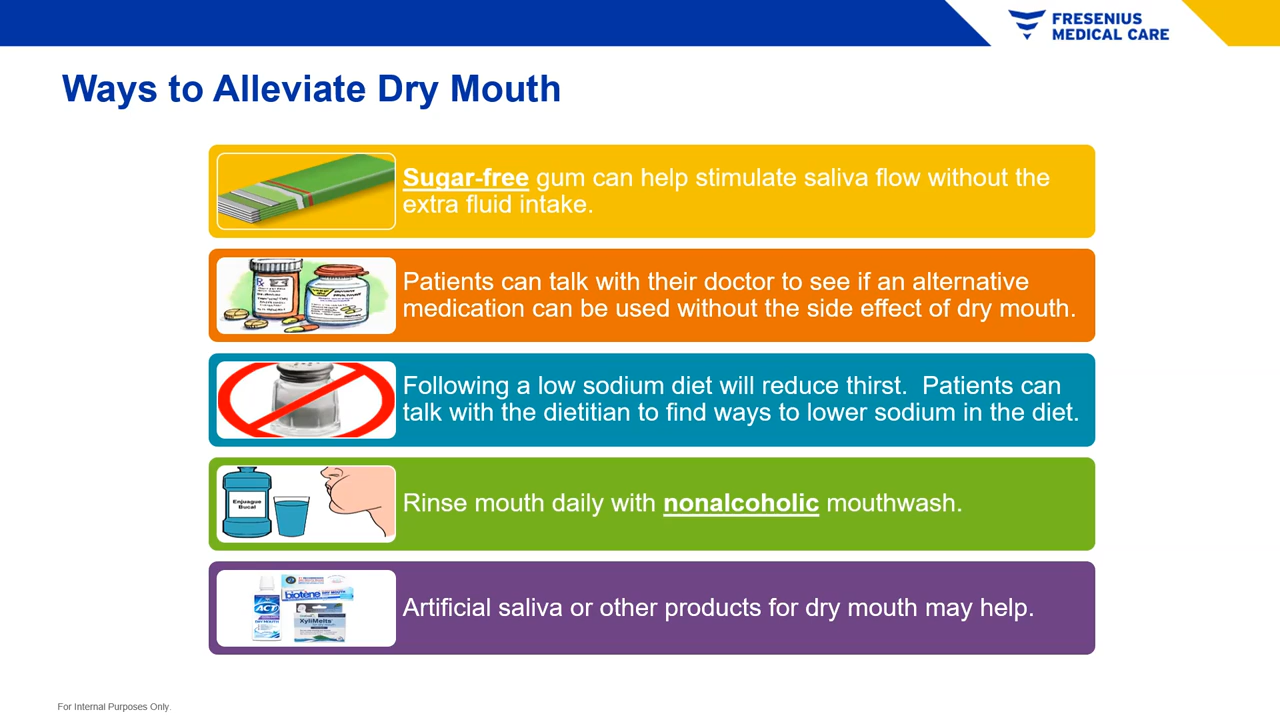 FRESENIUS
MEDICAL CARE
Ways to Alleviate Dry Mouth
Sugar-free gum can help stimulate saliva flow without the
extra fluid intake.
Patients can talk with their doctor to see if an alternative
medication can be used without the side effect of dry mouth.
Following a low sodium diet will reduce thirst.  Patients can
talk with the dietitian to find ways to lower sodium in the diet.
Enjuague
Bucal
Rinse mouth daily with nonalcoholic mouthwash.
ACT
DRY MOUTH
biotène DRY MOUTH
XyliMelts
Artificial saliva or other products for dry mouth may help.
For Internal Purposes Only.